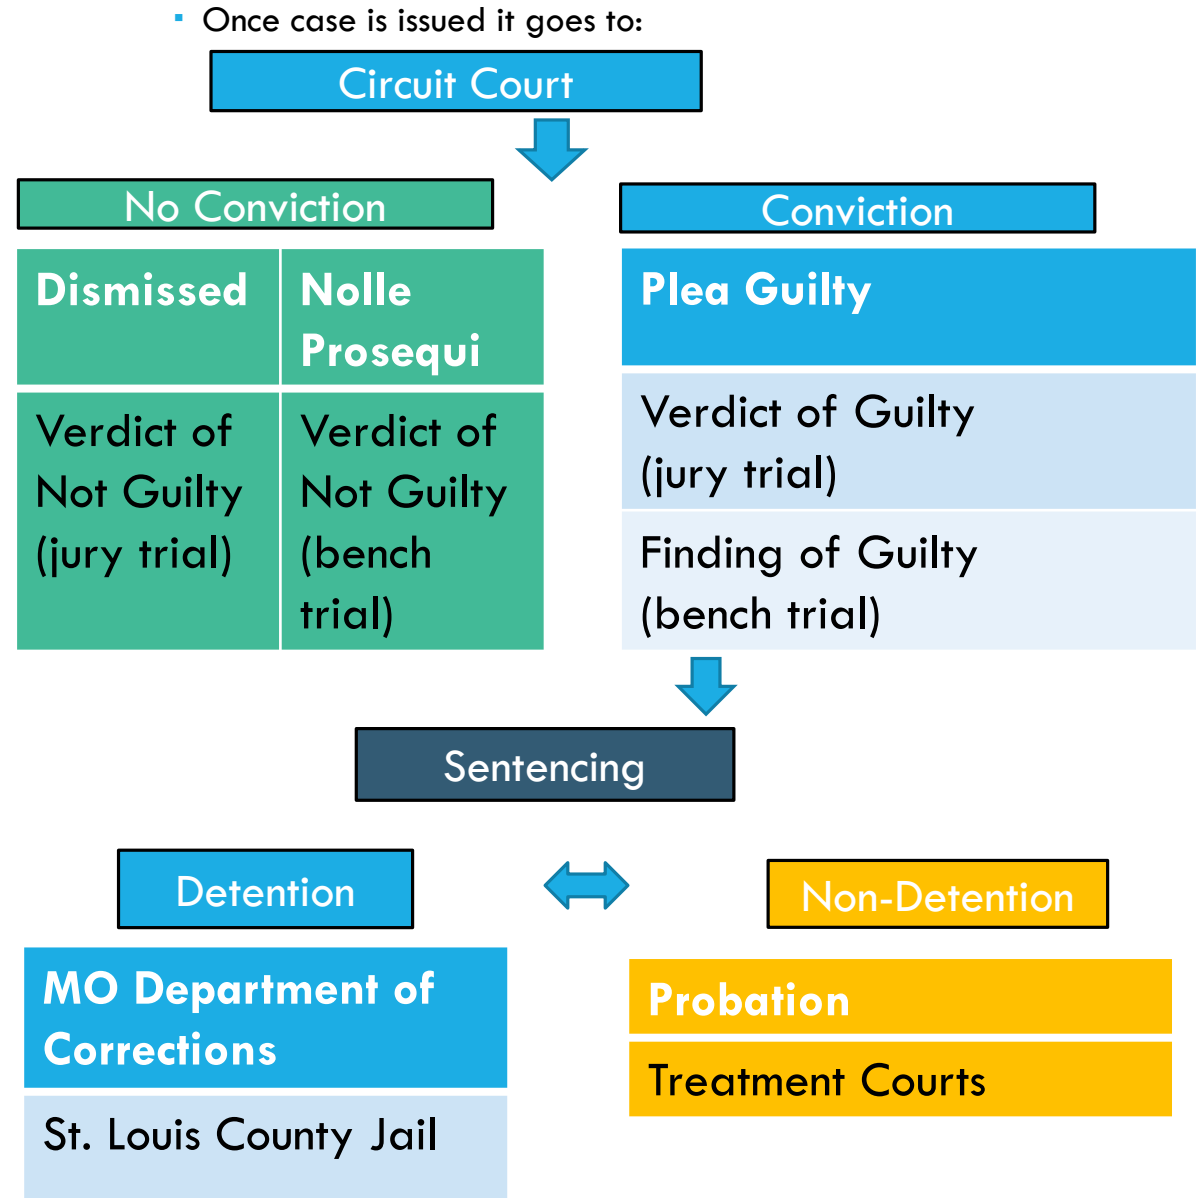 ▪ Once case is issued it goes to:
Circuit Court
No Conviction
Dismissed
Nolle
Prosequi
Verdict of
Not Guilty
(jury trial)
Verdict of
Not Guilty
(bench
trial)
Conviction
Plea Guilty
Verdict of Guilty
(jury trial)
Finding of Guilty
(bench trial)
Sentencing
Detention
MO Department of
Corrections
St. Louis County Jail
Non-Detention
Probation
Treatment Courts